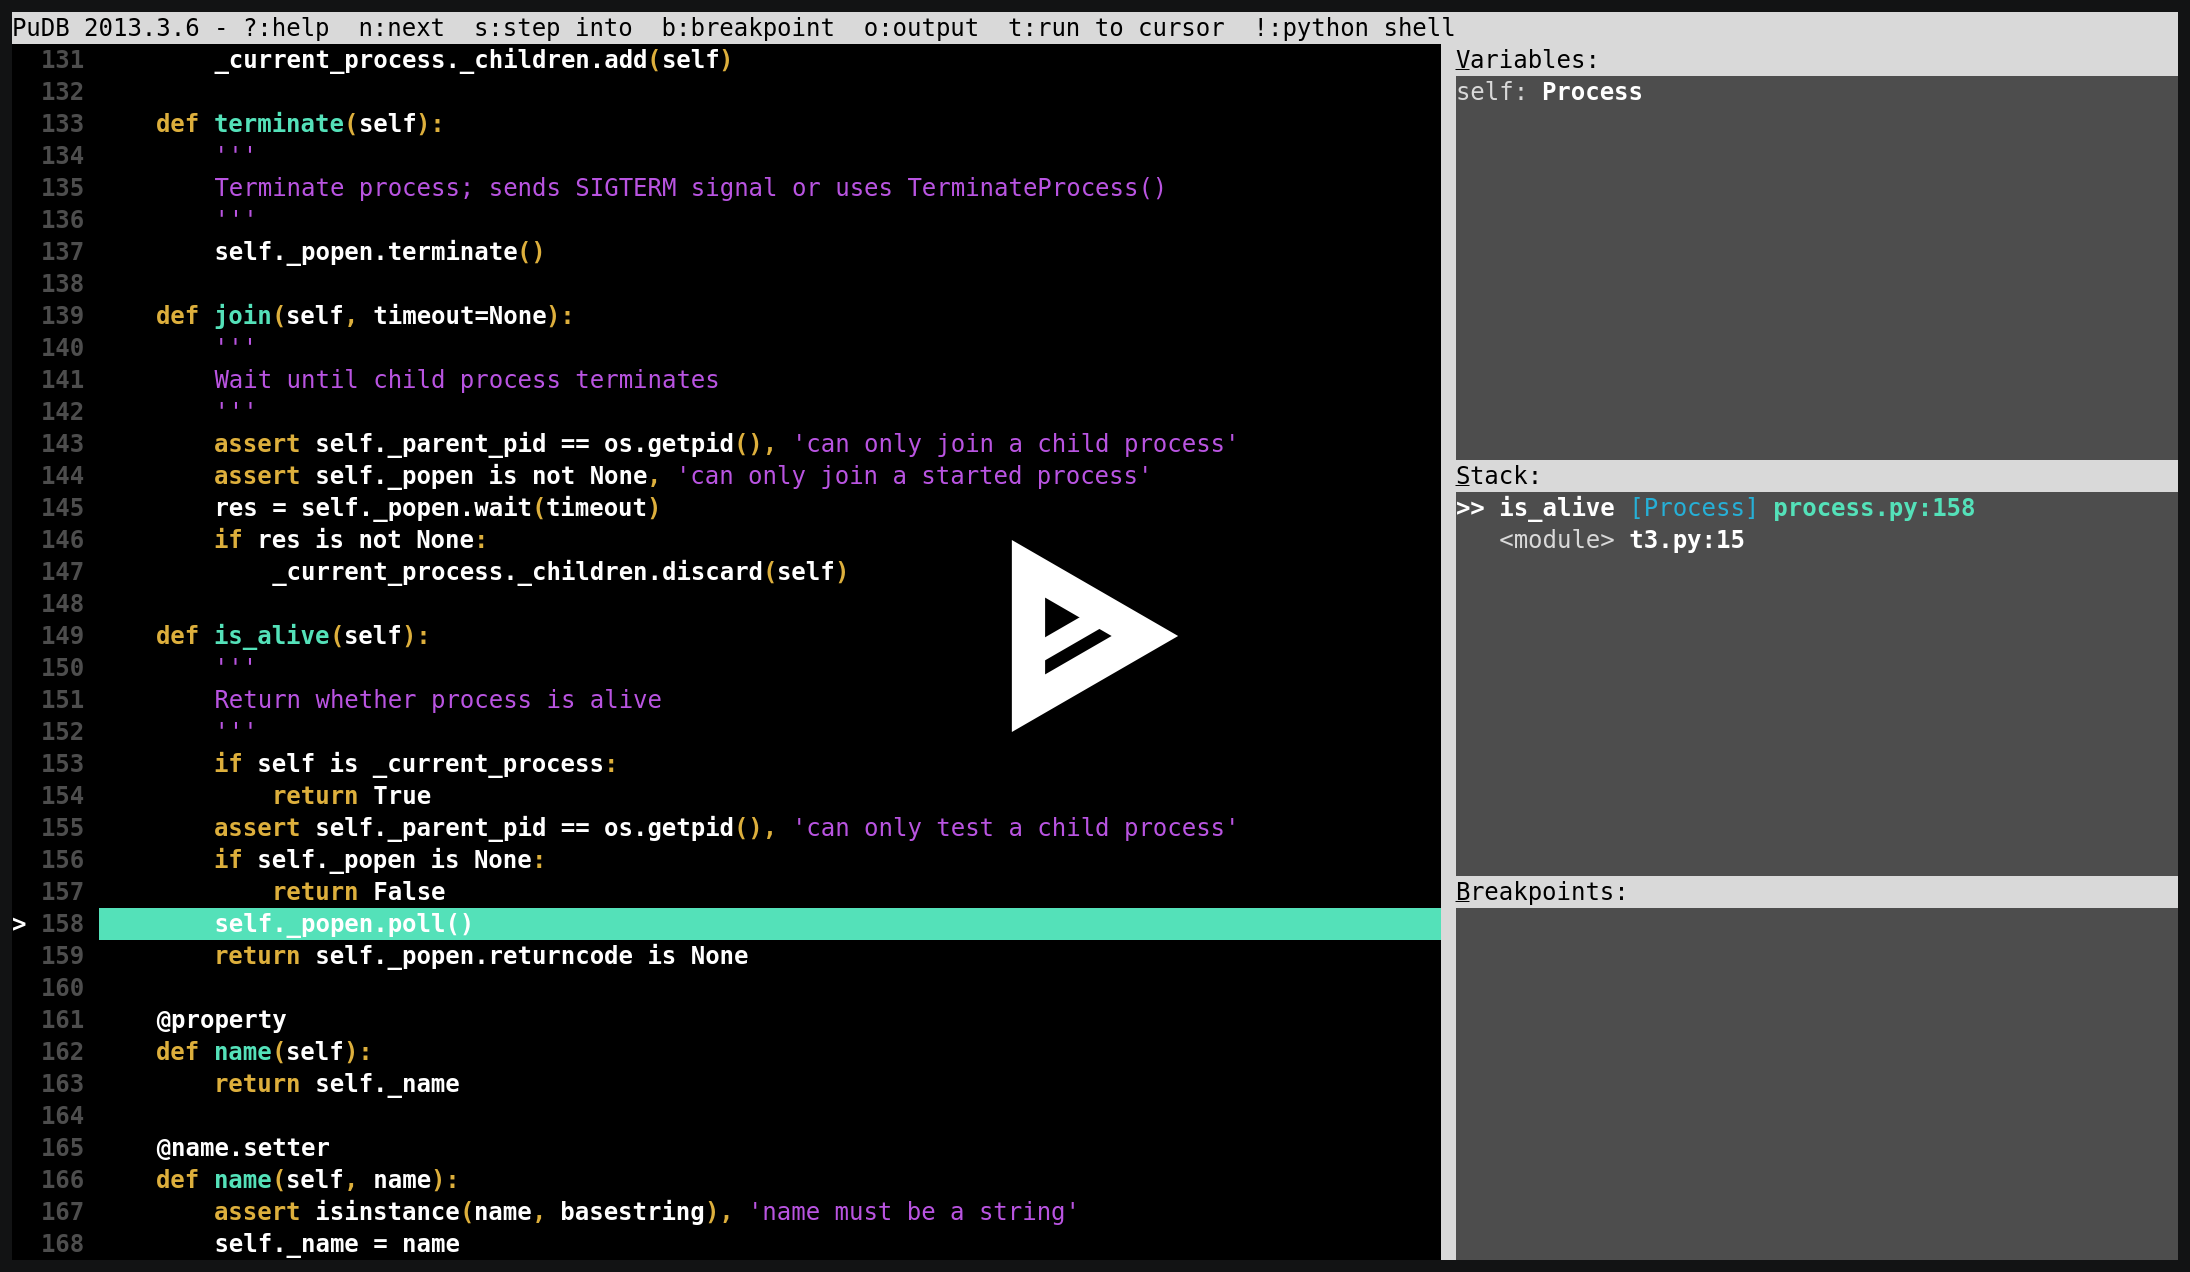 PuDB 2013.3.6 - ?:help  n:next  s:step into  b:breakpoint  o:output  t:run to cursor  !:python shell
131         _current_process._children.add(self)
132
133     def terminate(self):
134         '''
135         Terminate process; sends SIGTERM signal or uses TerminateProcess()
136         '''
137         self._popen.terminate()
138
139     def join(self, timeout=None):
140         '''
141         Wait until child process terminates
142         '''
143         assert self._parent_pid == os.getpid(), 'can only join a child process'
144         assert self._popen is not None, 'can only join a started process'
145         res = self._popen.wait(timeout)
146         if res is not None:
147             _current_process._children.discard(self)
148
149     def is_alive(self):
150         '''
151         Return whether process is alive
152         '''
153         if self is _current_process:
154             return True
155         assert self._parent_pid == os.getpid(), 'can only test a child process'
156         if self._popen is None:
157             return False
> 158         self._popen.poll()
159         return self._popen.returncode is None
160
161     @property
162     def name(self):
163         return self._name
164
165     @name.setter
166     def name(self, name):
167         assert isinstance(name, basestring), 'name must be a string'
168         self._name = name
Variables:
self: Process
Stack:
>> is_alive [Process] process.py:158
   <module> t3.py:15
Breakpoints: